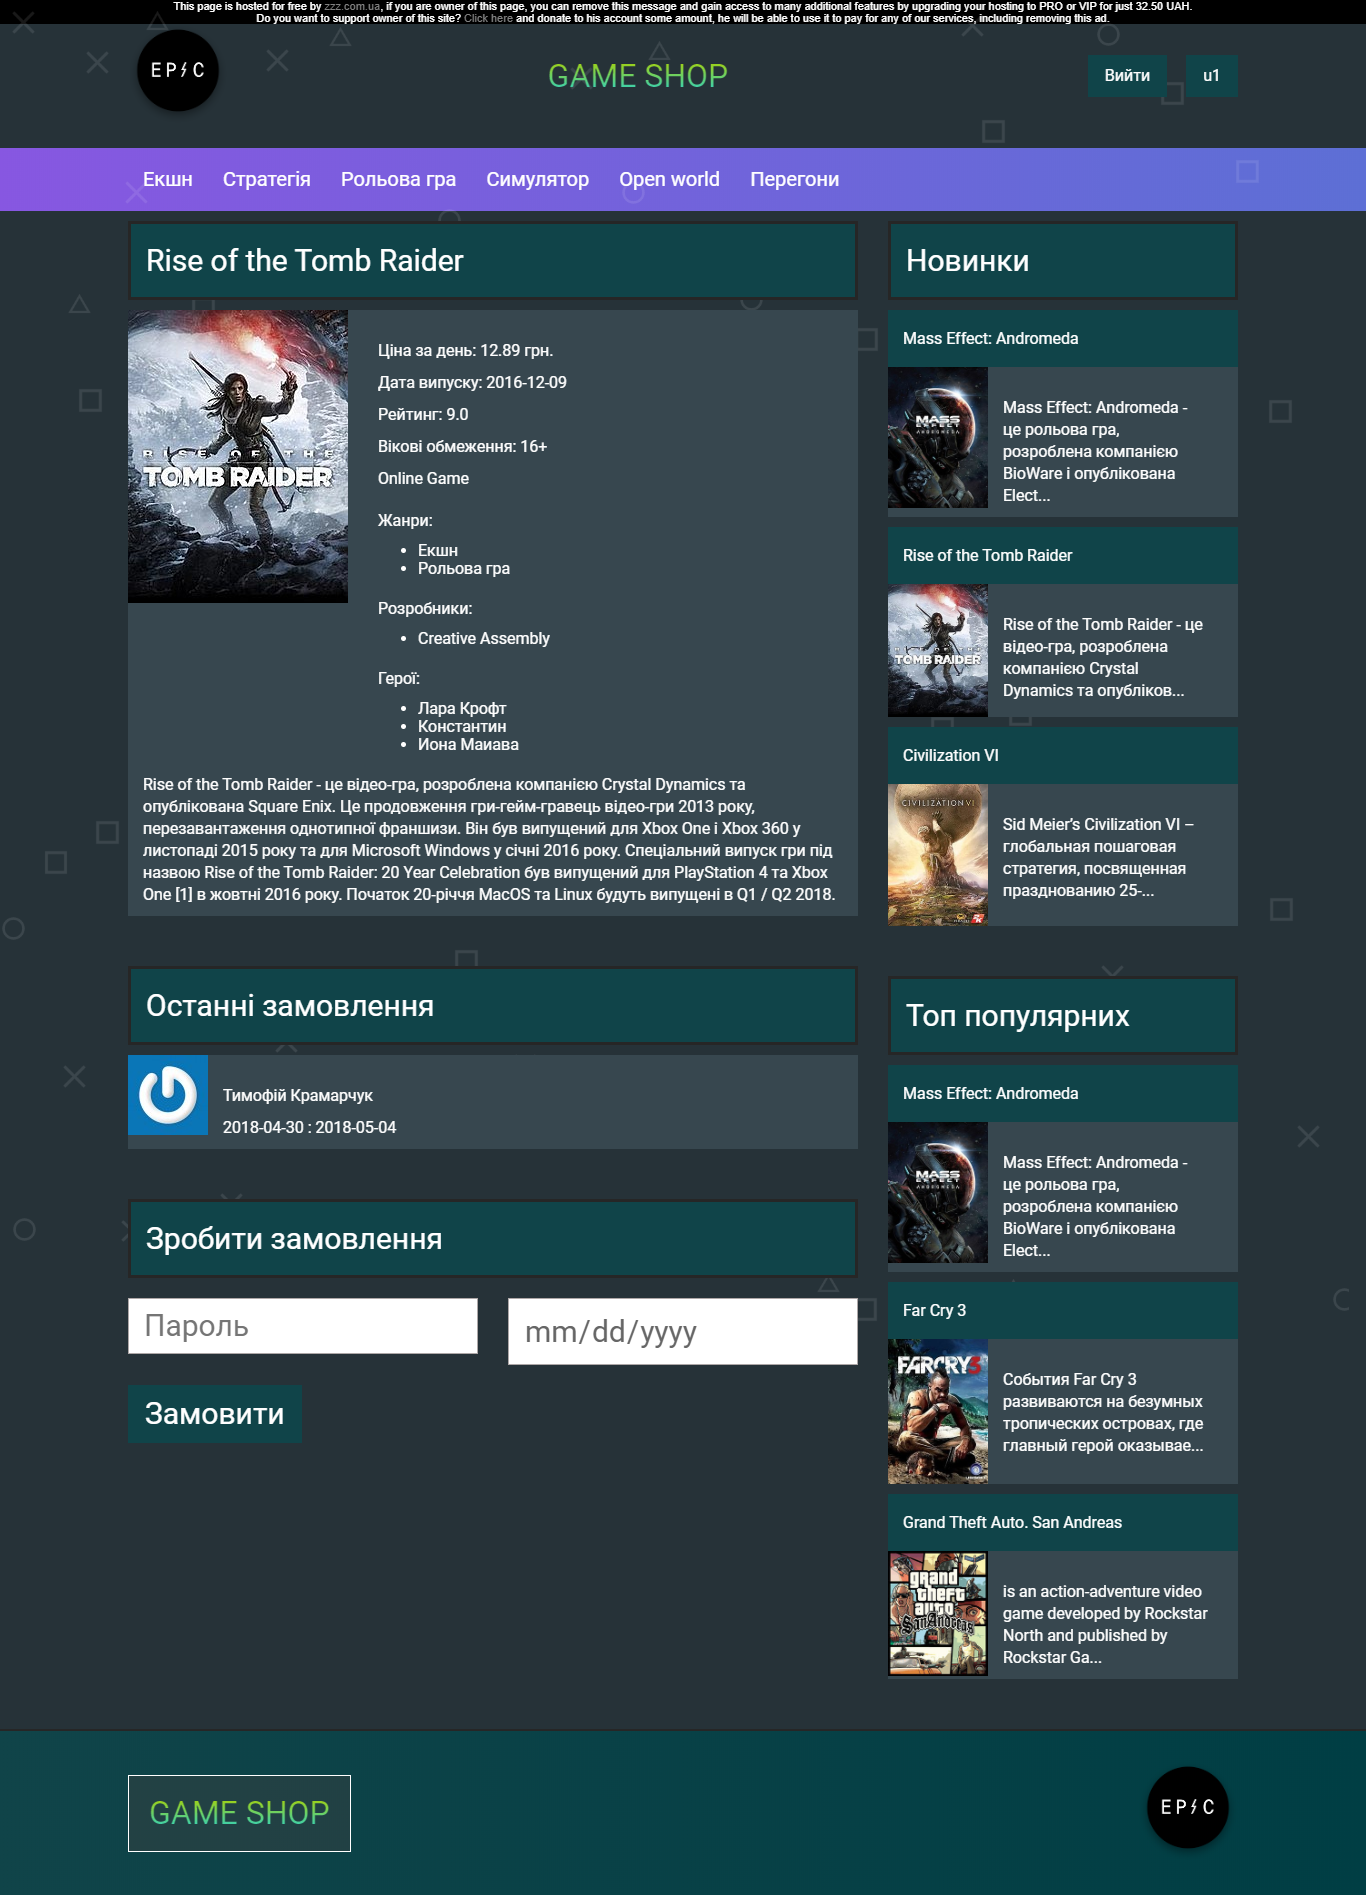 This page is hosted for free by zzz.com.ua, if you are owner of this page, you can remove this message and gain access to many additional features by upgrading your hosting to PRO or VIP for just 32.50 UAH.
Do you want to support owner of this site? Click here and donate to his account some amount, he will be able to use it to pay for any of our services, including removing this ad.
EPIC
GAME SHOP
Вийти
u1
Екшн
Стратегія
Рольова гра
Симулятор
Open world
Перегони
Rise of the Tomb Raider
RISE OF THE
TOMB RAIDER
Ціна за день: 12.89 грн.
Дата випуску: 2016-12-09
Рейтинг: 9.0
Вікові обмеження: 16+
Online Game
Жанри:
• Екшн
• Рольова гра
Розробники:
• Creative Assembly
Герої:
• Лара Крофт
• Константин
• Иона Маиава
Rise of the Tomb Raider - це відео-гра, розроблена компанією Crystal Dynamics та
опублікована Square Enix. Це продовження гри-гейм-гравець відео-гри 2013 року,
перезавантаження однотипної франшизи. Він був випущений для Xbox One і Xbox 360 у
листопаді 2015 року та для Microsoft Windows у січні 2016 року. Спеціальний випуск гри під
назвою Rise of the Tomb Raider: 20 Year Celebration був випущений для PlayStation 4 та Xbox
One [1] в жовтні 2016 року. Початок 20-річчя MacOS та Linux будуть випущені в Q1 / Q2 2018.
Останні замовлення
Тимофій Крамарчук
2018-04-30 : 2018-05-04
Зробити замовлення
Пароль
mm/dd/yyyy
Замовити
Новинки
Mass Effect: Andromeda
MASS
EFFECT
ANDROMEDA
Mass Effect: Andromeda -
це рольова гра,
розроблена компанією
BioWare і опублікована
Elect...
Rise of the Tomb Raider
RISE OF THE
TOMB RAIDER
Rise of the Tomb Raider - це
відео-гра, розроблена
компанією Crystal
Dynamics та опубліков...
Civilization VI
CIVILIZATION VI
2K
Sid Meier’s Civilization VI –
глобальная пошаговая
стратегия, посвященная
празднованию 25-...
Топ популярних
Mass Effect: Andromeda
MASS
EFFECT
ANDROMEDA
Mass Effect: Andromeda -
це рольова гра,
розроблена компанією
BioWare і опублікована
Elect...
Far Cry 3
FARCRY3
События Far Cry 3
развиваются на безумных
тропических островах, где
главный герой оказывае...
Grand Theft Auto. San Andreas
grand
theft
auto
SanAndreas
is an action-adventure video
game developed by Rockstar
North and published by
Rockstar Ga...
GAME SHOP
EPIC